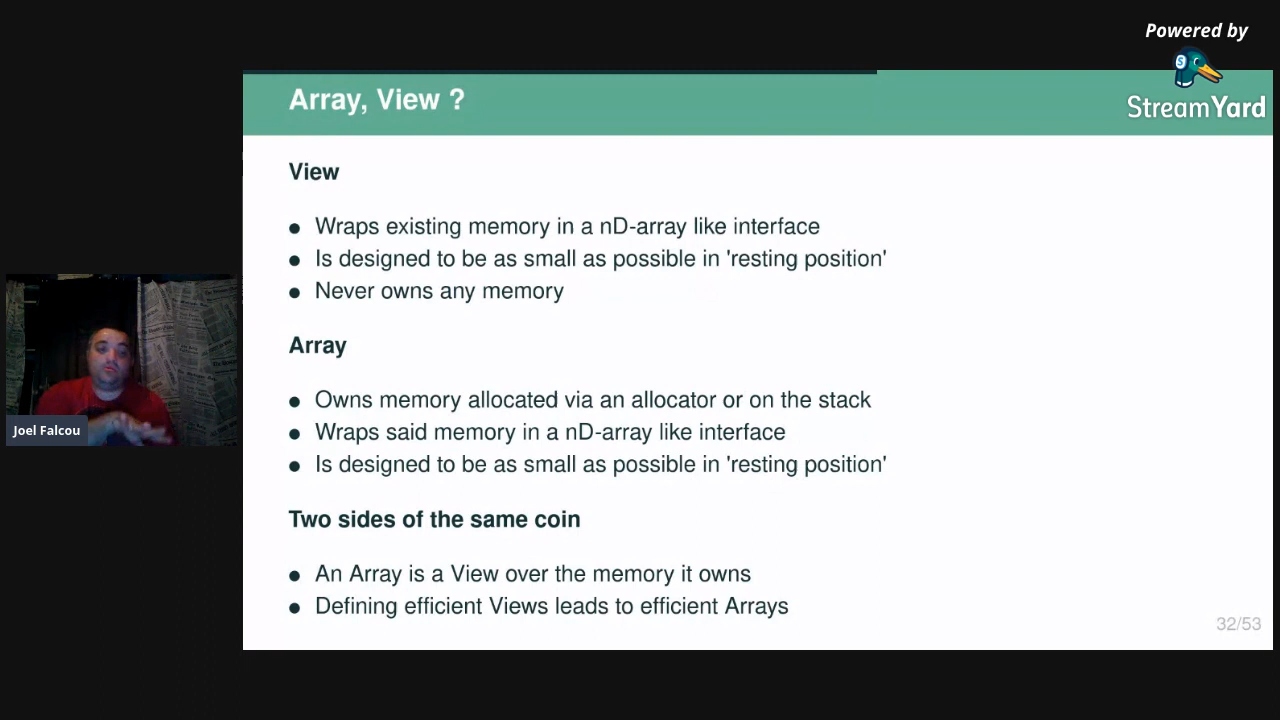 Powered by
StreamYard
Array, View ?
View
● Wraps existing memory in a nD-array like interface
● Is designed to be as small as possible in 'resting position'
● Never owns any memory
Array
● Owns memory allocated via an allocator or on the stack
● Wraps said memory in a nD-array like interface
● Is designed to be as small as possible in 'resting position'
Two sides of the same coin
● An Array is a View over the memory it owns
● Defining efficient Views leads to efficient Arrays
32/53
Joel Falcou